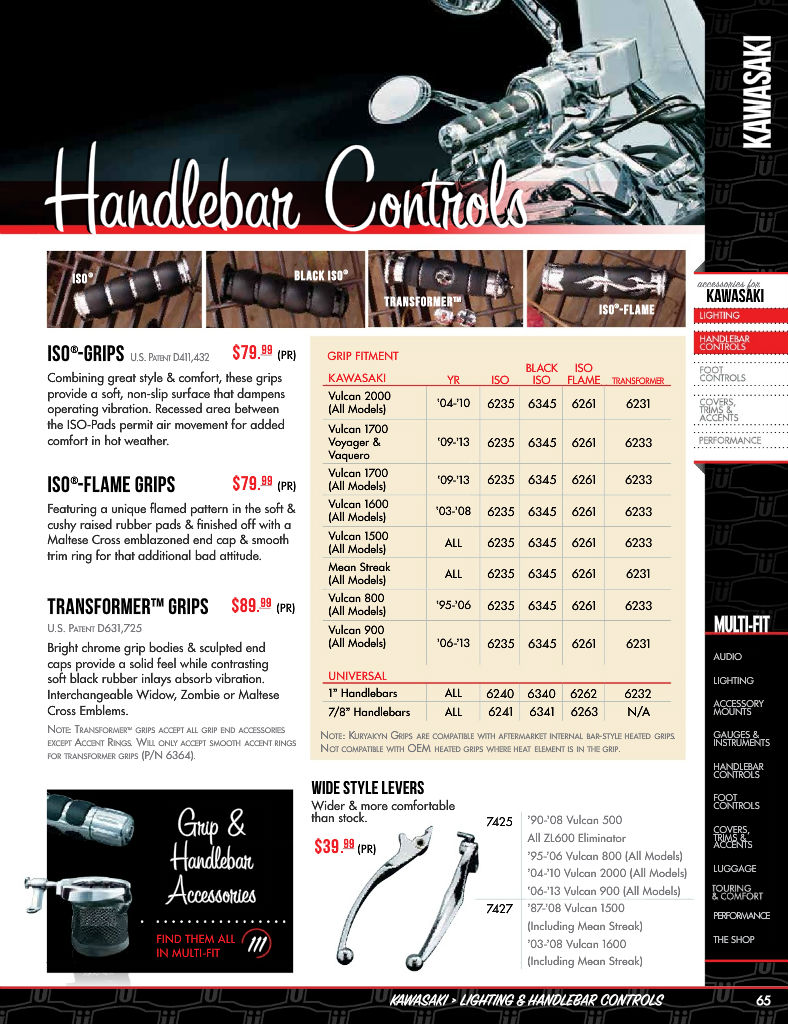 KAWASAKI
Handlebar Controls
ISO®
BLACK ISO®
TRANSFORMER™
ISO®-FLAME
accessories for
KAWASAKI
LIGHTING
HANDLEBAR
CONTROLS
FOOT
CONTROLS
COVERS,
TRIMS &
ACCENTS
PERFORMANCE
ISO®-GRIPS U.S. PATENT D411,432 $79.99 (PR)
Combining great style & comfort, these grips
provide a soft, non-slip surface that dampens
operating vibration. Recessed area between
the ISO-Pads permit air movement for added
comfort in hot weather.
ISO®-FLAME GRIPS $79.99 (PR)
Featuring a unique flamed pattern in the soft &
cushy raised rubber pads & finished off with a
Maltese Cross emblazoned end cap & smooth
trim ring for that additional bad attitude.
TRANSFORMER™ GRIPS $89.99 (PR)
U.S. PATENT D631,725
Bright chrome grip bodies & sculpted end
caps provide a solid feel while contrasting
soft black rubber inlays absorb vibration.
Interchangeable Widow, Zombie or Maltese
Cross Emblems.
NOTE: TRANSFORMER™ GRIPS ACCEPT ALL GRIP END ACCESSORIES
EXCEPT ACCENT RINGS. WILL ONLY ACCEPT SMOOTH ACCENT RINGS
FOR TRANSFORMER GRIPS (P/N 6364).
GRIP FITMENT
KAWASAKI YR ISO BLACK ISO ISO FLAME TRANSFORMER
Vulcan 2000
(All Models) '04-'10 6235 6345 6261 6231
Vulcan 1700
Voyager &
Vaquero '09-'13 6235 6345 6261 6233
Vulcan 1700
(All Models) '09-'13 6235 6345 6261 6233
Vulcan 1600
(All Models) '03-'08 6235 6345 6261 6233
Vulcan 1500
(All Models) ALL 6235 6345 6261 6233
Mean Streak
(All Models) ALL 6235 6345 6261 6231
Vulcan 800
(All Models) '95-'06 6235 6345 6261 6233
Vulcan 900
(All Models) '06-'13 6235 6345 6261 6231
UNIVERSAL
1" Handlebars ALL 6240 6340 6262 6232
7/8" Handlebars ALL 6241 6341 6263 N/A
NOTE: KURYAKYN GRIPS ARE COMPATIBLE WITH AFTERMARKET INTERNAL BAR-STYLE HEATED GRIPS.
NOT COMPATIBLE WITH OEM HEATED GRIPS WHERE HEAT ELEMENT IS IN THE GRIP.
Grip &
Handlebar
Accessories
FIND THEM ALL
IN MULTI-FIT
WIDE STYLE LEVERS
Wider & more comfortable
than stock.
$39.99 (PR)
7425 '90-'08 Vulcan 500
All ZL600 Eliminator
'95-'06 Vulcan 800 (All Models)
'04-'10 Vulcan 2000 (All Models)
'06-'13 Vulcan 900 (All Models)
7427 '87-'08 Vulcan 1500
(Including Mean Streak)
'03-'08 Vulcan 1600
(Including Mean Streak)
MULTI-FIT
AUDIO
LIGHTING
ACCESSORY
MOUNTS
GAUGES &
INSTRUMENTS
HANDLEBAR
CONTROLS
FOOT
CONTROLS
COVERS,
TRIMS &
ACCENTS
LUGGAGE
TOURING
& COMFORT
PERFORMANCE
THE SHOP
KAWASAKI > LIGHTING & HANDLEBAR CONTROLS 65